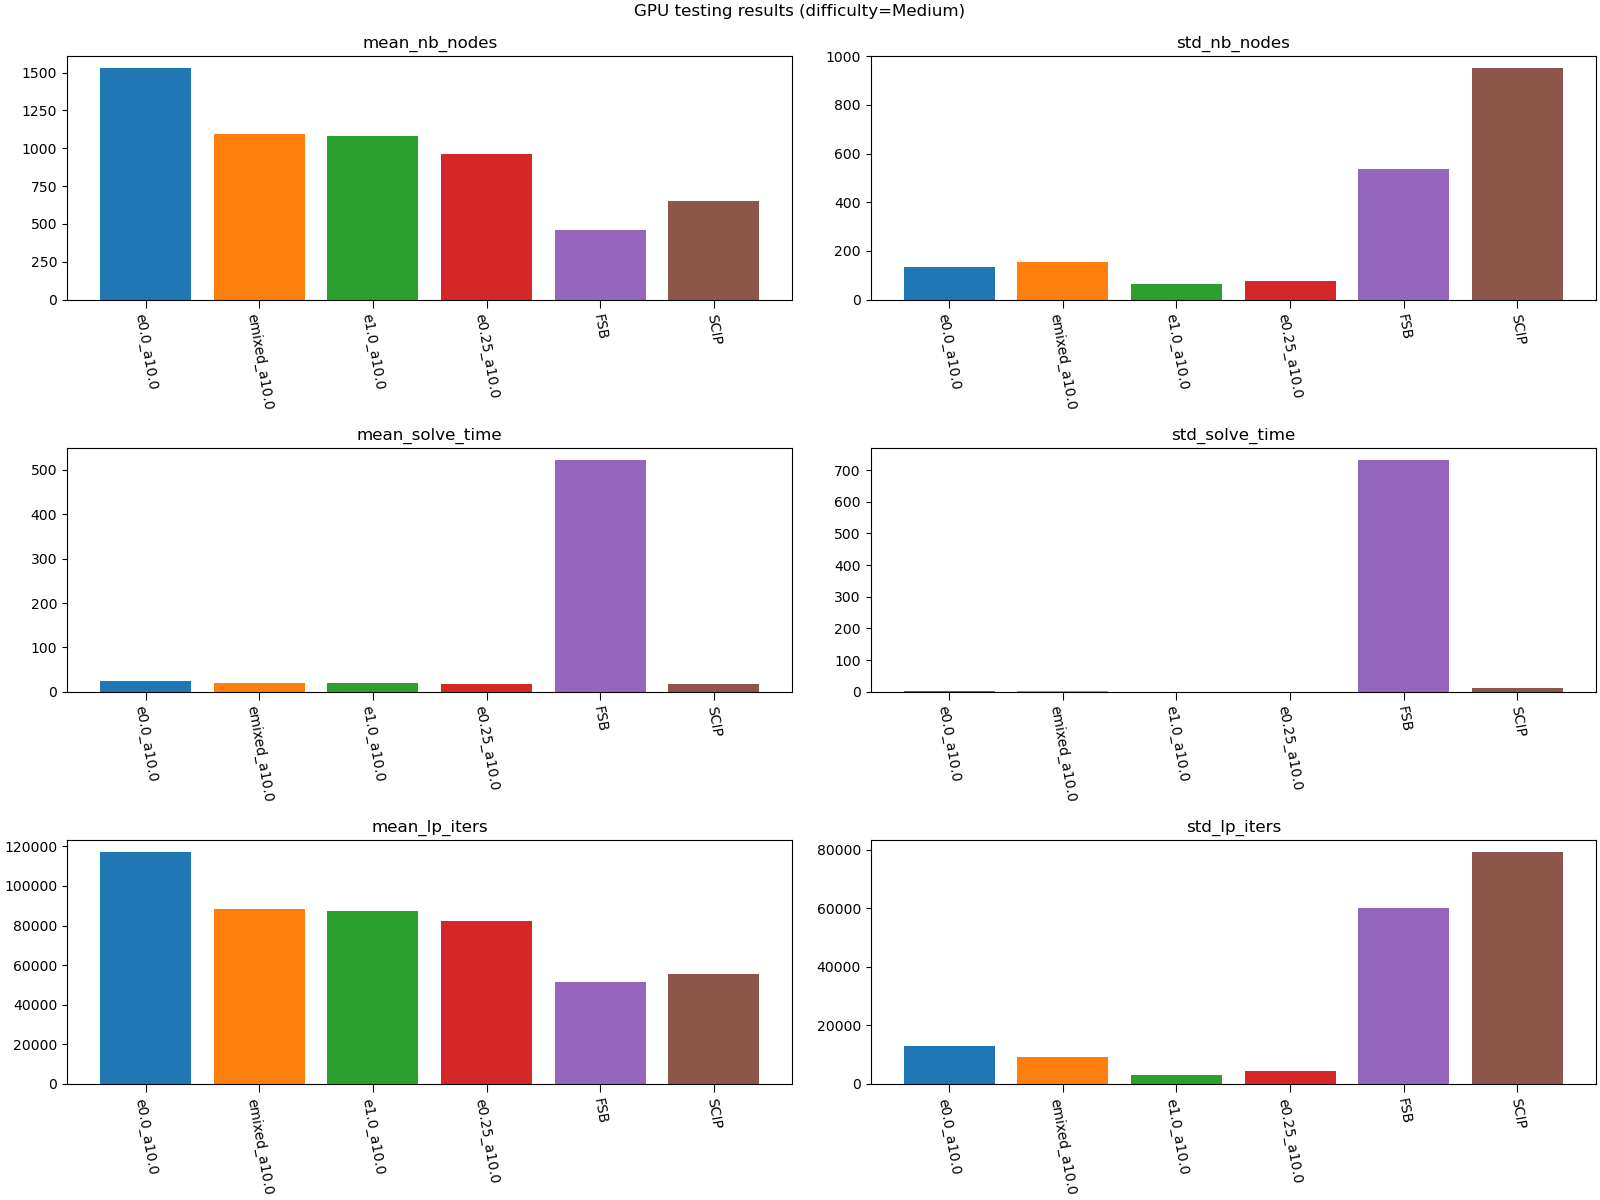 GPU testing results (difficulty=Medium)
mean_nb_nodes
1500
1250
1000
750
500
250
0
e0.0_a10.0
emixed_a10.0
e1.0_a10.0
e0.25_a10.0
FSB
SCIP
std_nb_nodes
1000
800
600
400
200
0
e0.0_a10.0
emixed_a10.0
e1.0_a10.0
e0.25_a10.0
FSB
SCIP
mean_solve_time
500
400
300
200
100
0
e0.0_a10.0
emixed_a10.0
e1.0_a10.0
e0.25_a10.0
FSB
SCIP
std_solve_time
700
600
500
400
300
200
100
0
e0.0_a10.0
emixed_a10.0
e1.0_a10.0
e0.25_a10.0
FSB
SCIP
mean_lp_iters
120000
100000
80000
60000
40000
20000
0
e0.0_a10.0
emixed_a10.0
e1.0_a10.0
e0.25_a10.0
FSB
SCIP
std_lp_iters
80000
60000
40000
20000
0
e0.0_a10.0
emixed_a10.0
e1.0_a10.0
e0.25_a10.0
FSB
SCIP